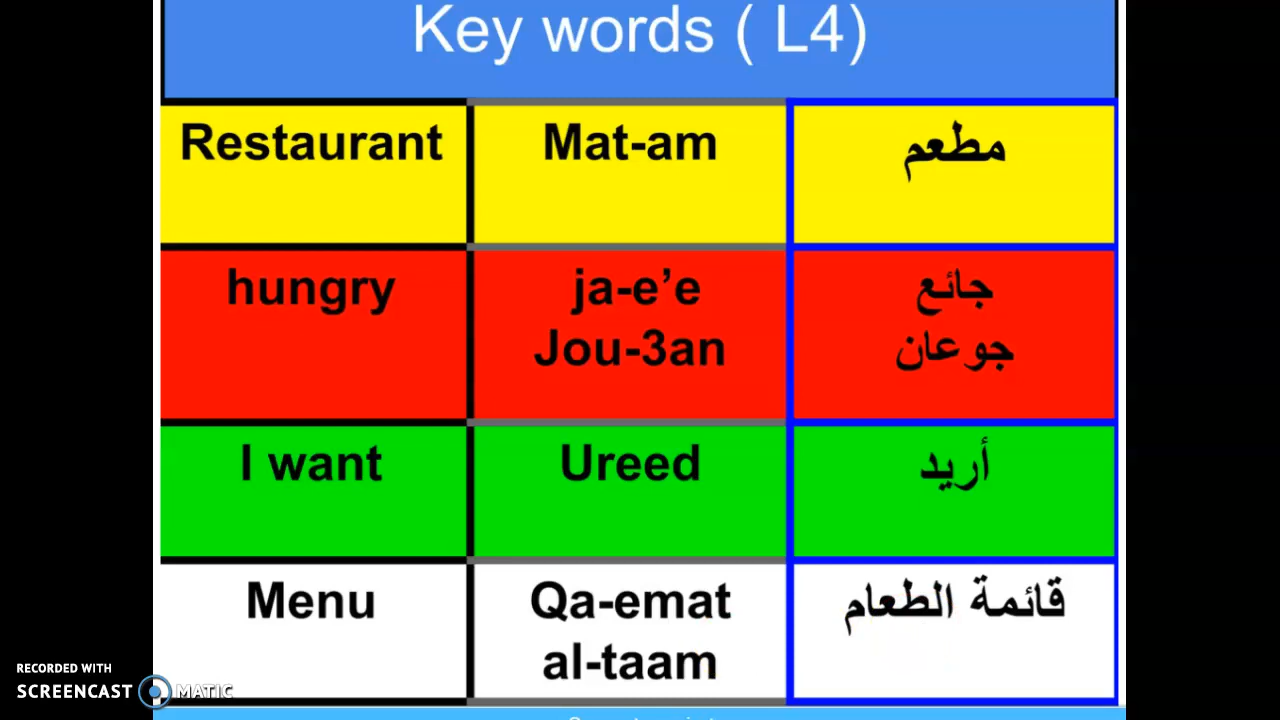 Key words ( L4)
Restaurant
Mat-am
مطعم
hungry
ja-e’e
Jou-3an
جائع
جوعان
I want
Ureed
أريد
Menu
Qa-emat
al-taam
قائمة الطعام
RECORDED WITH
SCREENCAST MATIC